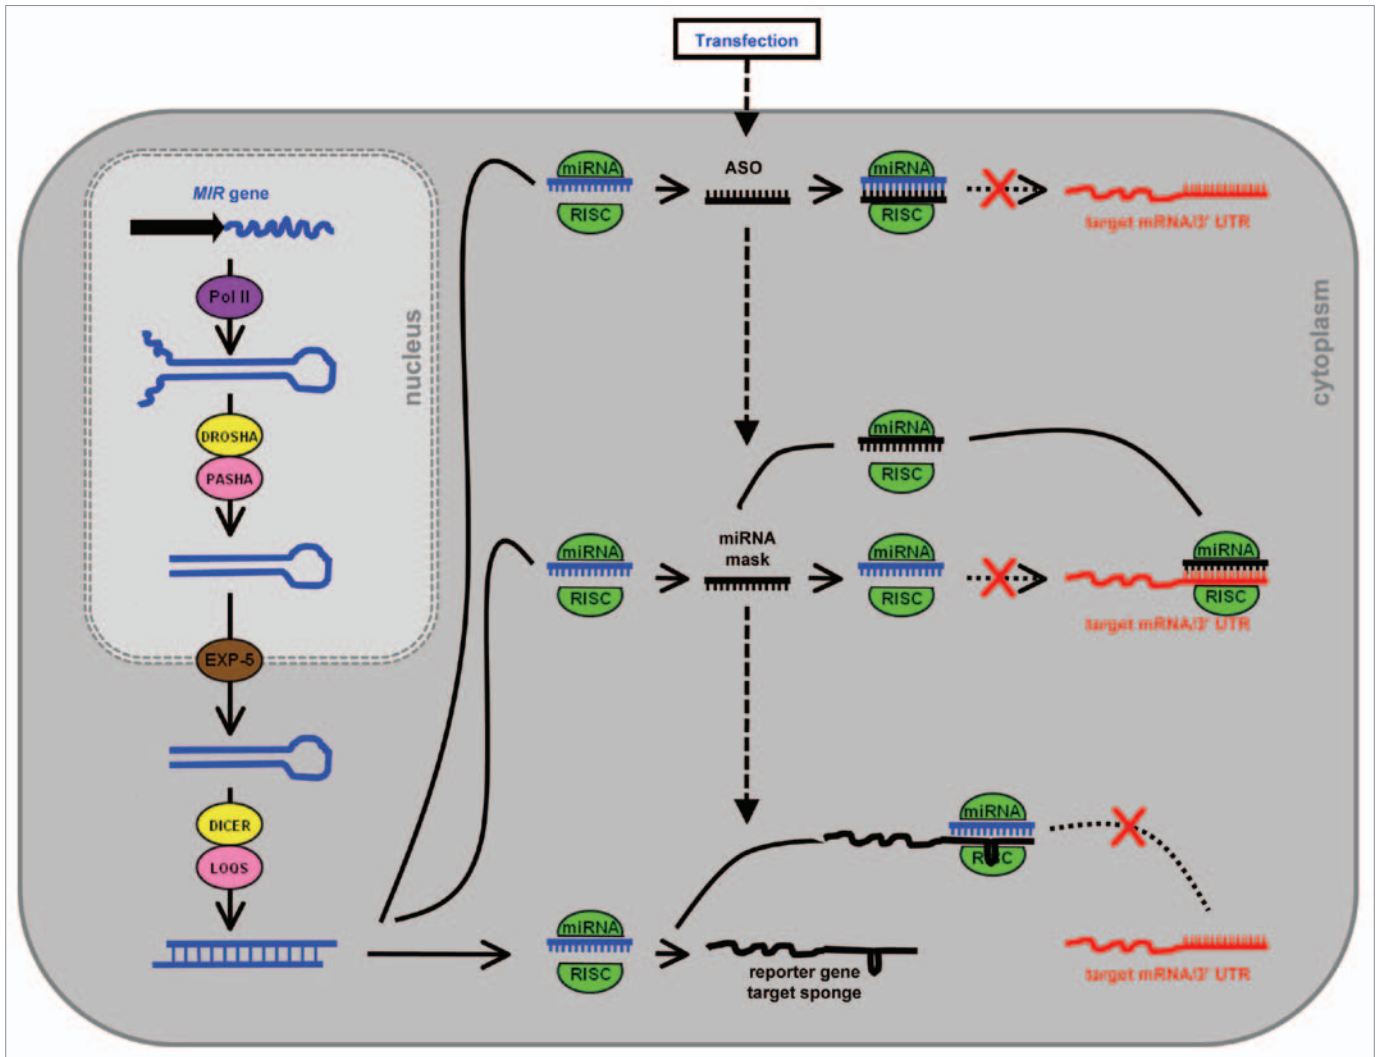 Transfection
MIR gene
Pol II
DROSHA
PASHA
nucleus
EXP-5
DICER
LOQS
cytoplasm
miRNA
RISC
ASO
miRNA
RISC
target mRNA/3' UTR
miRNA
RISC
miRNA
RISC
miRNA
mask
miRNA
RISC
miRNA
RISC
target mRNA/3' UTR
miRNA
RISC
miRNA
RISC
reporter gene
target sponge
target mRNA/3' UTR